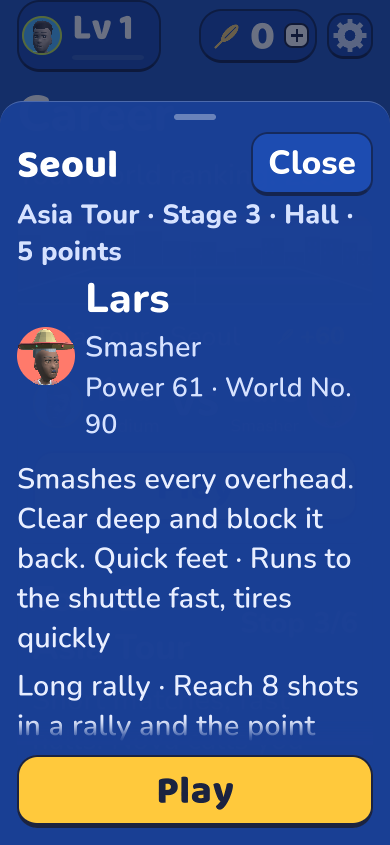 Lv 1
0
Career
Seoul
Close
Asia Tour · Stage 3 · Hall ·
5 points
Lars
Smasher
Power 61 · World No.
90
Smashes every overhead.
Clear deep and block it
back. Quick feet · Runs to
the shuttle fast, tires
quickly
Long rally · Reach 8 shots
in a rally and the point
Play